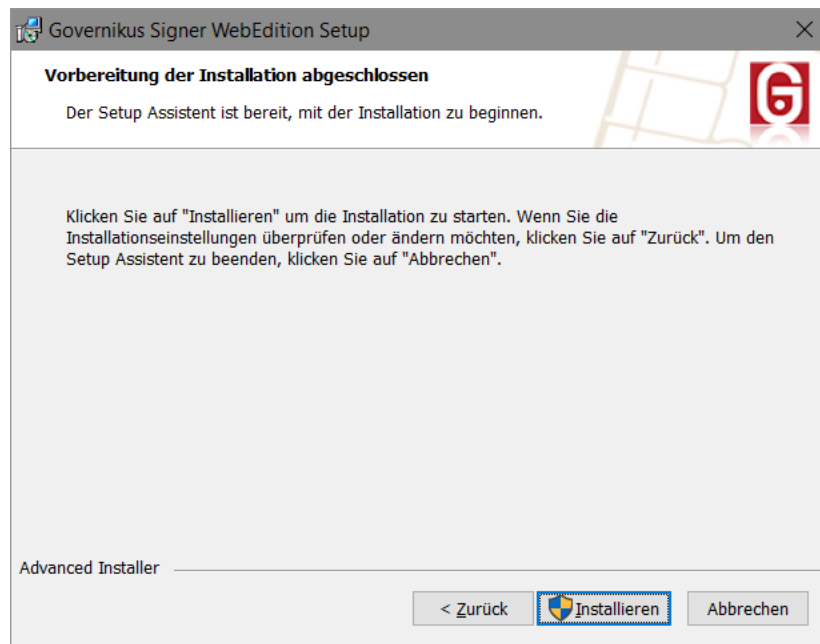 Governikus Signer WebEdition Setup
Vorbereitung der Installation abgeschlossen
Der Setup Assistent ist bereit, mit der Installation zu beginnen.
G
Klicken Sie auf "Installieren" um die Installation zu starten. Wenn Sie die
Installationseinstellungen überprüfen oder ändern möchten, klicken Sie auf "Zurück". Um den
Setup Assistent zu beenden, klicken Sie auf "Abbrechen".
Advanced Installer
< Zurück Installieren Abbrechen